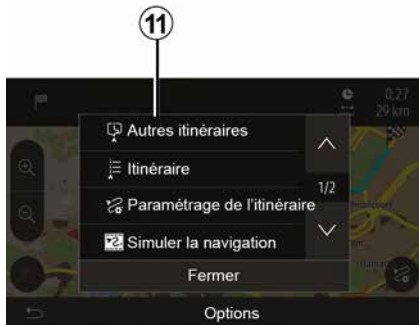 11
0:27
29 km
Autres itinéraires
Itinéraire
1/2
Paramétrage de l'itinéraire
Simuler la navigation
Fermer
Options